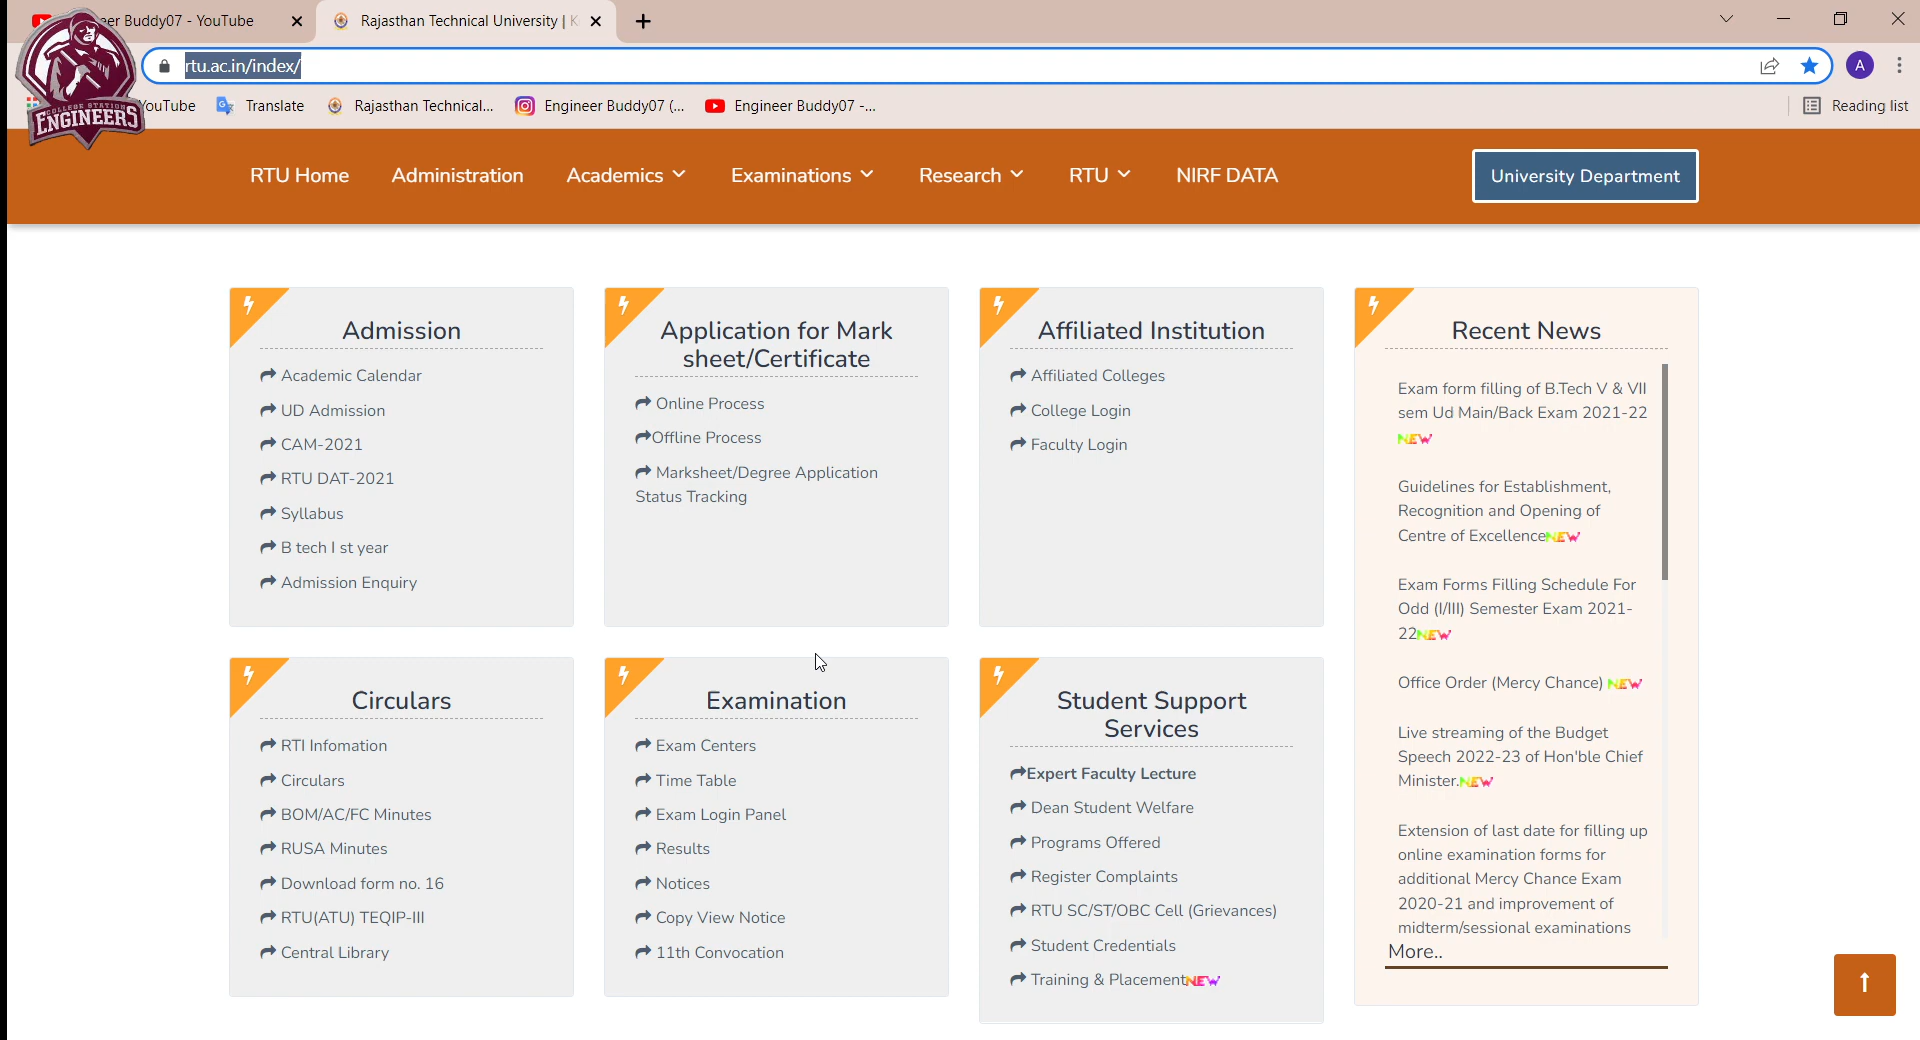 er Buddy07 - YouTube
Rajasthan Technical University | K
rtu.ac.in/index/
A
COLLEGE STATION
ENGINEERS
YouTube
Translate
Rajasthan Technical...
Engineer Buddy07 (...
Engineer Buddy07 -...
Reading list
RTU Home
Administration
Academics
Examinations
Research
RTU
NIRF DATA
University Department
Admission
Academic Calendar
UD Admission
CAM-2021
RTU DAT-2021
Syllabus
B tech I st year
Admission Enquiry
Application for Mark
sheet/Certificate
Online Process
Offline Process
Marksheet/Degree Application
Status Tracking
Affiliated Institution
Affiliated Colleges
College Login
Faculty Login
Recent News
Exam form filling of B.Tech V & VII
sem Ud Main/Back Exam 2021-22
NEW
Guidelines for Establishment,
Recognition and Opening of
Centre of ExcellenceNEW
Exam Forms Filling Schedule For
Odd (I/III) Semester Exam 2021-
22NEW
Office Order (Mercy Chance) NEW
Live streaming of the Budget
Speech 2022-23 of Hon'ble Chief
Minister.NEW
Extension of last date for filling up
online examination forms for
additional Mercy Chance Exam
2020-21 and improvement of
midterm/sessional examinations
More..
Circulars
RTI Infomation
Circulars
BOM/AC/FC Minutes
RUSA Minutes
Download form no. 16
RTU(ATU) TEQIP-III
Central Library
Examination
Exam Centers
Time Table
Exam Login Panel
Results
Notices
Copy View Notice
11th Convocation
Student Support
Services
Expert Faculty Lecture
Dean Student Welfare
Programs Offered
Register Complaints
RTU SC/ST/OBC Cell (Grievances)
Student Credentials
Training & PlacementNEW